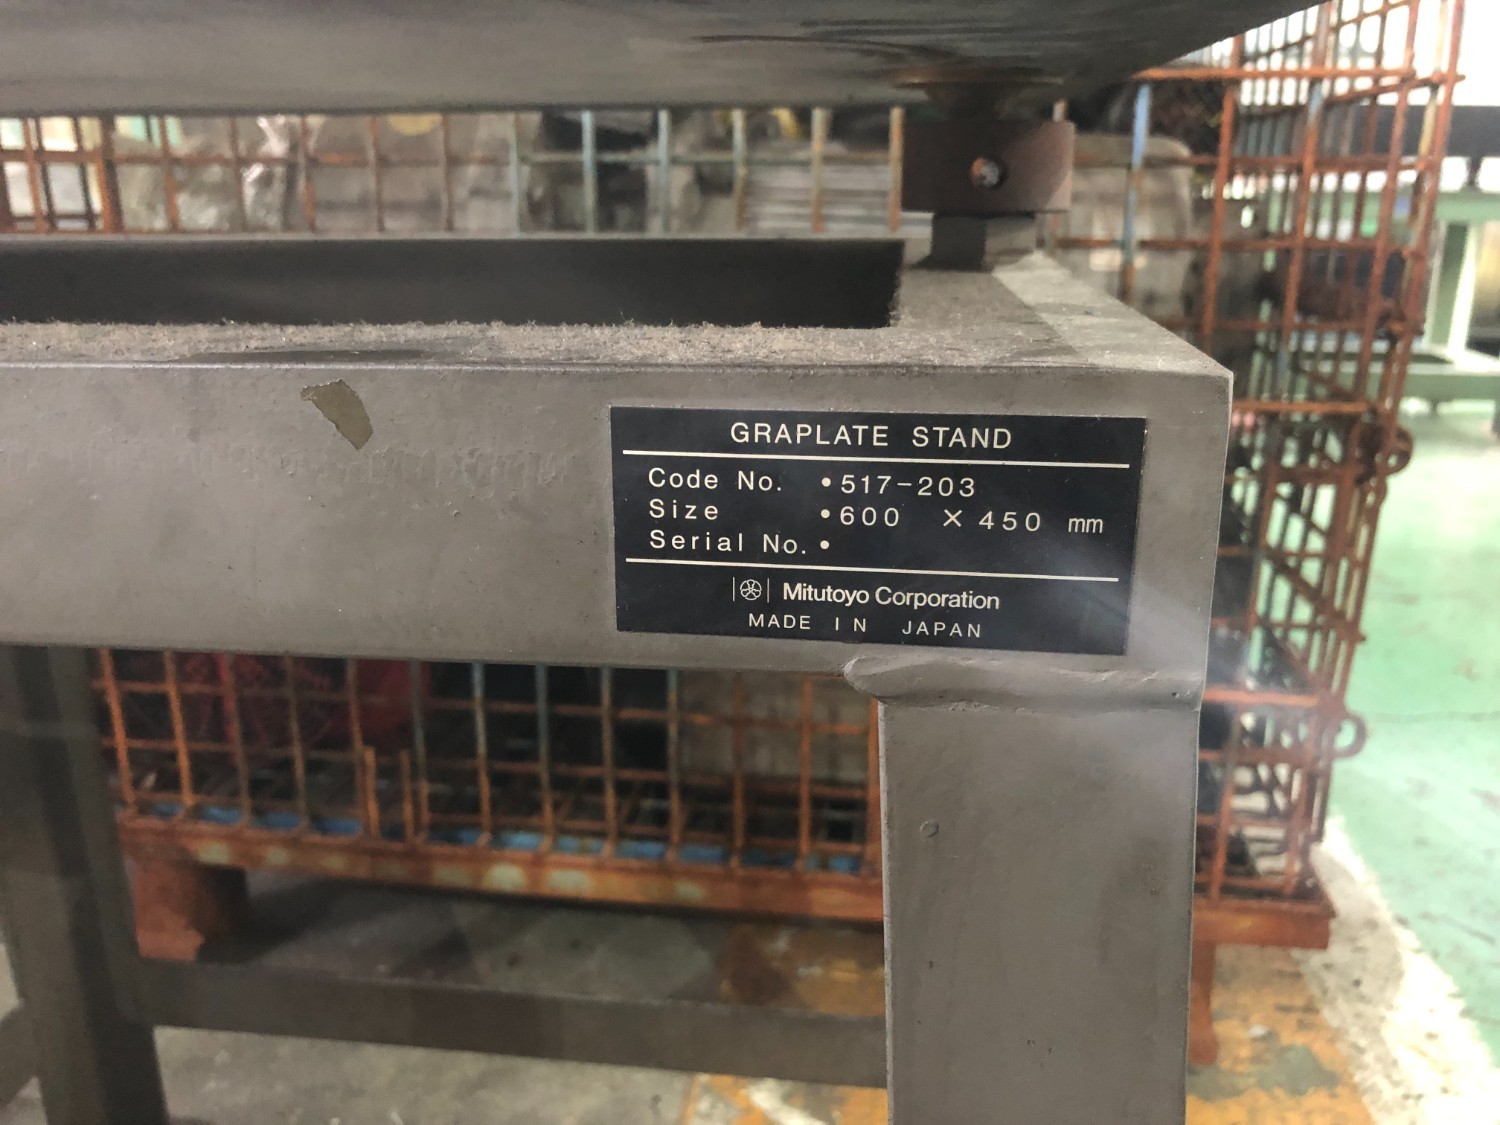 GRAPLATE STAND
Code No. •517-203
Size •600 × 450 mm
Serial No. •
Mitutoyo Corporation
MADE IN JAPAN